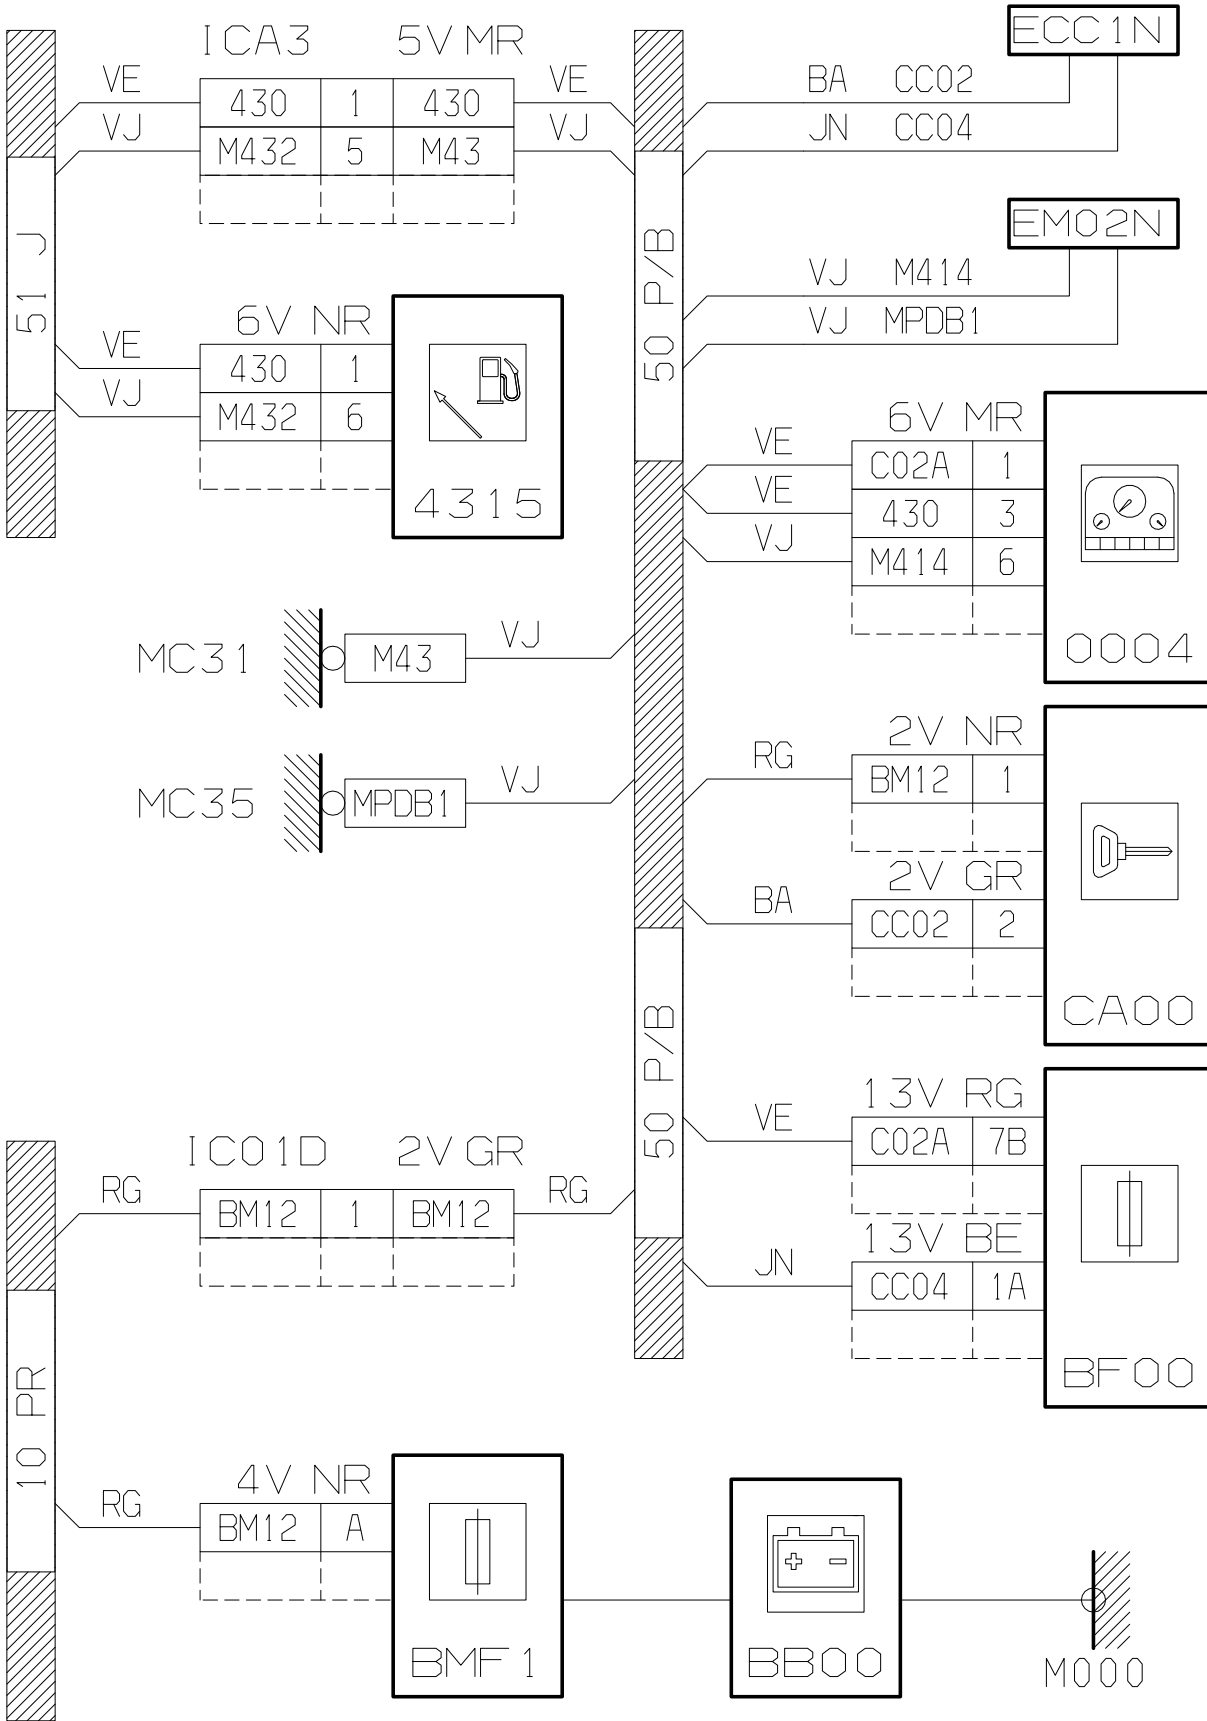 ICA3 5V MR
ECC1N
VE 430 1 430 VE
BA CC02
VJ M432 5 M43 VJ
JN CC04
51 J
50 P/B
EM02N
VJ M414
VJ MPDB1
6V NR
VE 430 1
VJ M432 6
4315
6V MR
VE C02A 1
VE 430 3
VJ M414 6
0004
MC31 M43 VJ
MC35 MPDB1 VJ
2V NR
RG BM12 1
2V GR
BA CC02 2
CA00
50 P/B
13V RG
VE C02A 7B
13V BE
JN CC04 1A
BF00
IC01D 2V GR
RG BM12 1 BM12 RG
10 PR
4V NR
RG BM12 A
BMF1
+ -
BB00
M000